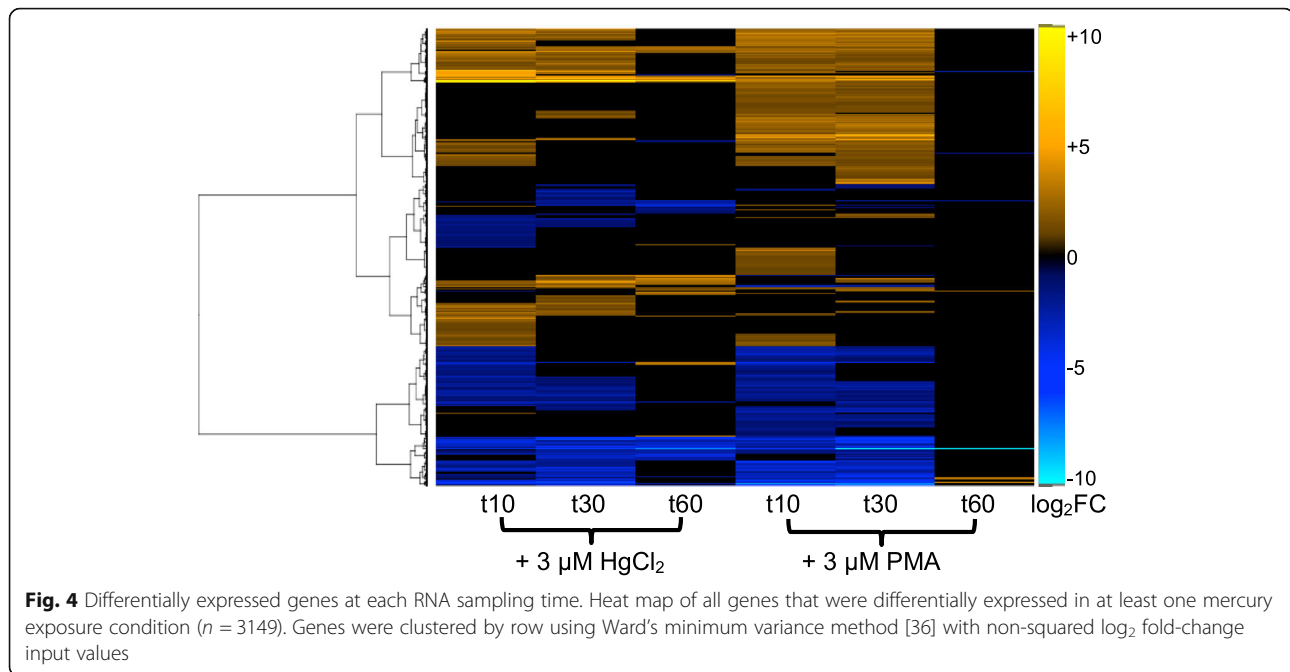 +10
+5
0
-5
-10
t10 t30 t60 t10 t30 t60 log₂FC
+ 3 µM HgCl₂ + 3 µM PMA
Fig. 4 Differentially expressed genes at each RNA sampling time. Heat map of all genes that were differentially expressed in at least one mercury
exposure condition (n = 3149). Genes were clustered by row using Ward's minimum variance method [36] with non-squared log₂ fold-change
input values